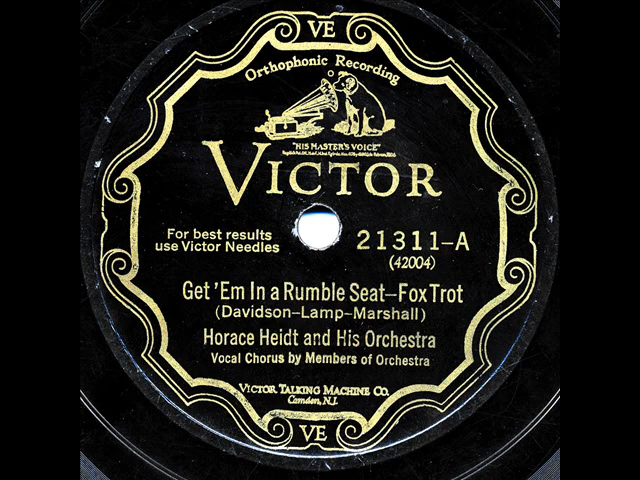 VE
Orthophonic Recording
"HIS MASTER'S VOICE"
VICTOR
For best results
use Victor Needles
21311-A
(42004)
Get 'Em In a Rumble Seat—Fox Trot
(Davidson-Lamp-Marshall)
Horace Heidt and His Orchestra
Vocal Chorus by Members of Orchestra
VICTOR TALKING MACHINE CO.
Camden, N.J.
VE